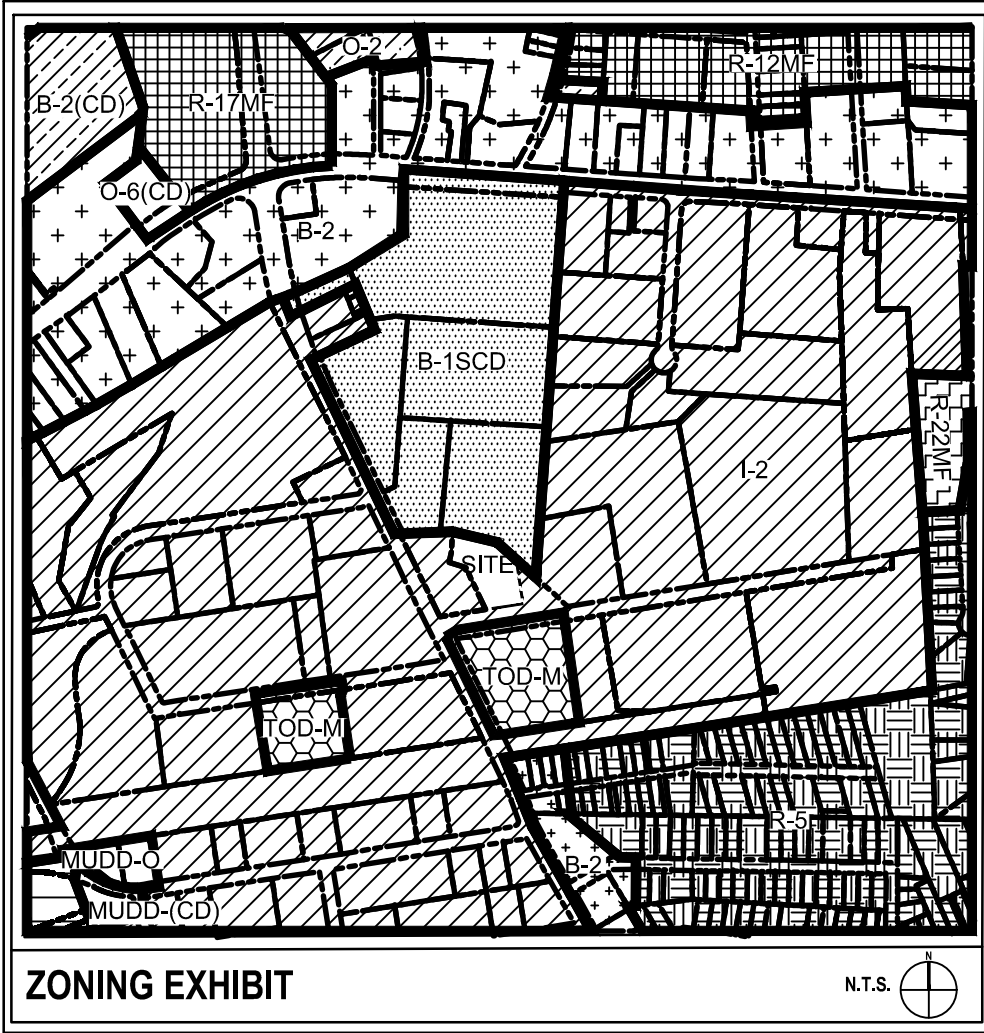 O-2
R-12MF
B-2(CD)
R-17MF
O-6(CD)
B-2
B-1SCD
R-22MF
I-2
SITE
TOD-M
TOD-M
R-5
MUDD-O
B-2
MUDD-(CD)
ZONING EXHIBIT
N.T.S.
N